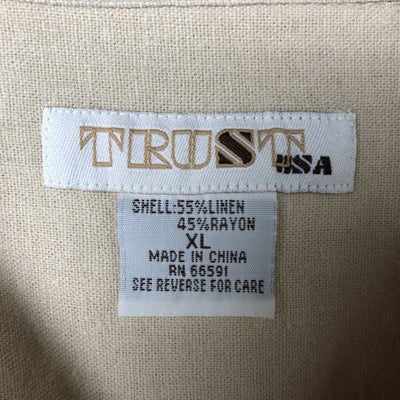 TRUST
USA
SHELL:55%LINEN
45%RAYON
XL
MADE IN CHINA
RN 66591
SEE REVERSE FOR CARE